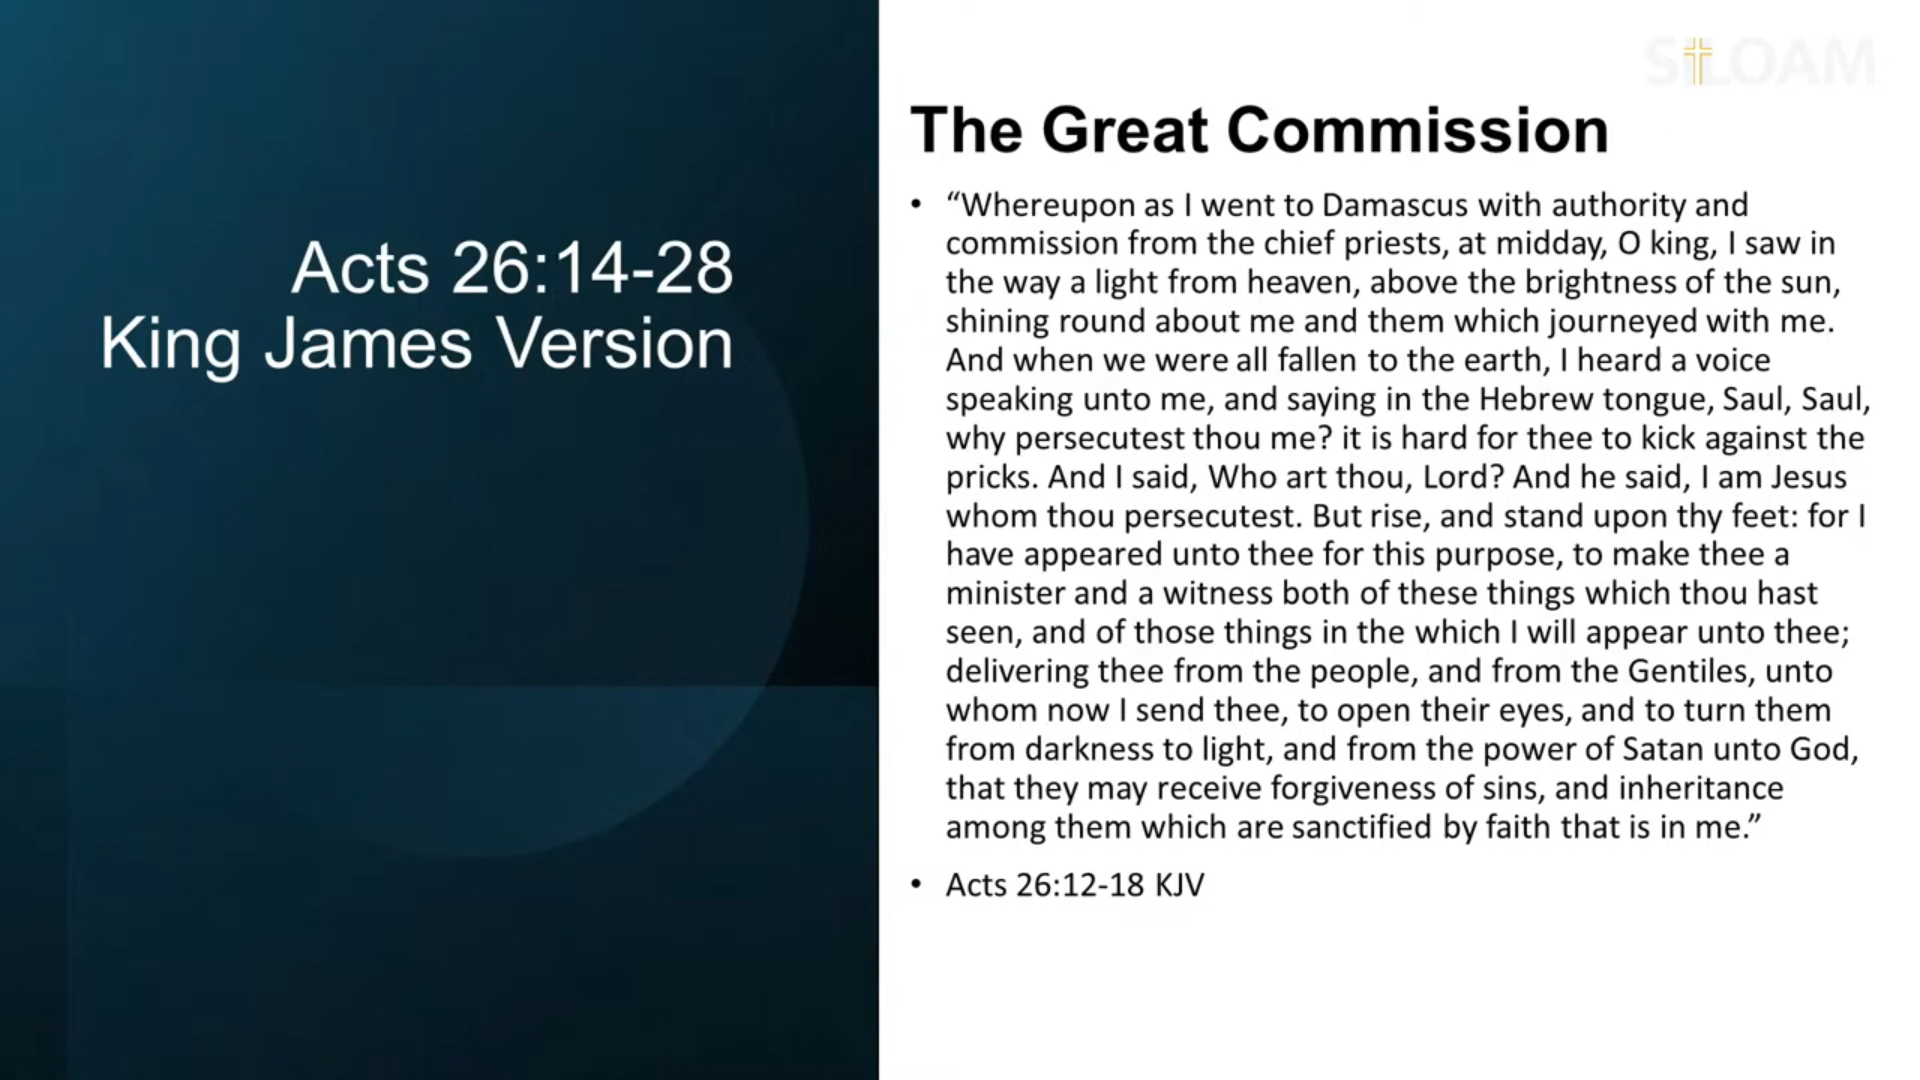 SILOAM
Acts 26:14-28
King James Version
The Great Commission
• “Whereupon as I went to Damascus with authority and
commission from the chief priests, at midday, O king, I saw in
the way a light from heaven, above the brightness of the sun,
shining round about me and them which journeyed with me.
And when we were all fallen to the earth, I heard a voice
speaking unto me, and saying in the Hebrew tongue, Saul, Saul,
why persecutest thou me? it is hard for thee to kick against the
pricks. And I said, Who art thou, Lord? And he said, I am Jesus
whom thou persecutest. But rise, and stand upon thy feet: for I
have appeared unto thee for this purpose, to make thee a
minister and a witness both of these things which thou hast
seen, and of those things in the which I will appear unto thee;
delivering thee from the people, and from the Gentiles, unto
whom now I send thee, to open their eyes, and to turn them
from darkness to light, and from the power of Satan unto God,
that they may receive forgiveness of sins, and inheritance
among them which are sanctified by faith that is in me.”
• Acts 26:12-18 KJV